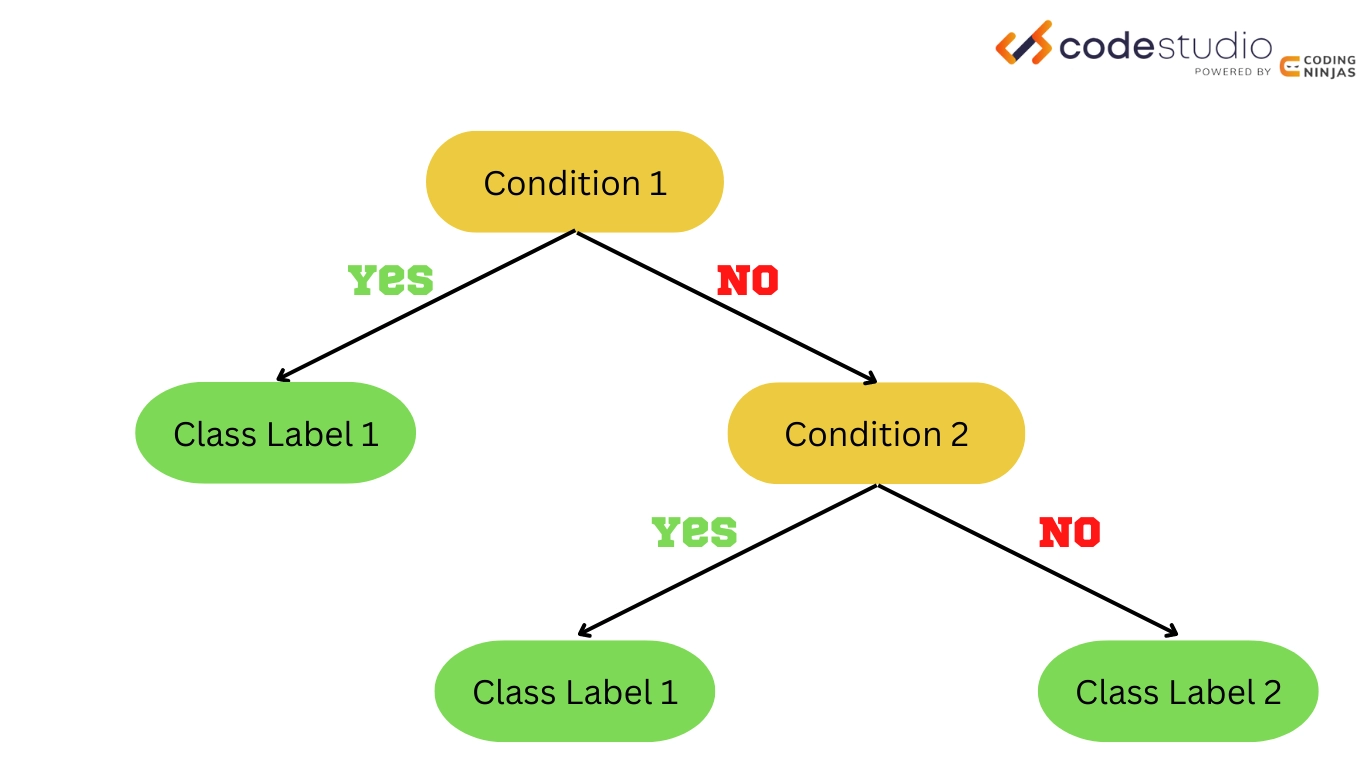 codestudio
POWERED BY CODING NINJAS
Condition 1
Yes
No
Class Label 1
Condition 2
Yes
No
Class Label 1
Class Label 2